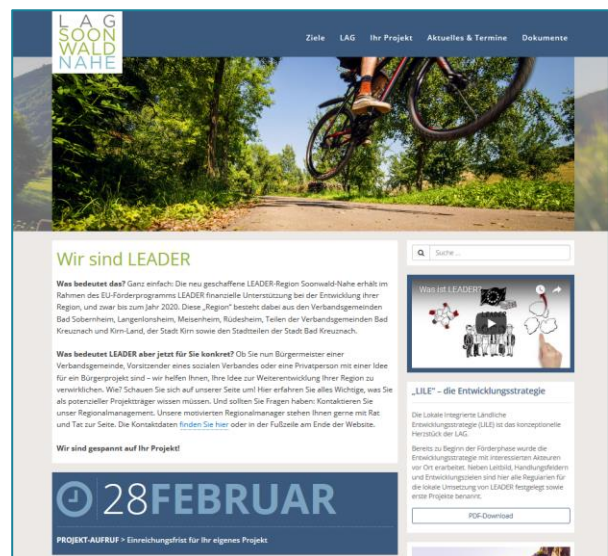 LAG
SOON
WALD
NAHE
Ziele LAG Ihr Projekt Aktuelles & Termine Dokumente
Wir sind LEADER
Was bedeutet das? Ganz einfach: Die neu geschaffene LEADER-Region Soonwald-Nahe erhält im
Rahmen des EU-Förderprogramms LEADER finanzielle Unterstützung bei der Entwicklung ihrer
Region, und zwar bis zum Jahr 2020. Diese „Region" besteht dabei aus den Verbandsgemeinden
Bad Sobernheim, Langenlonsheim, Meisenheim, Rüdesheim, Teilen der Verbandsgemeinden Bad
Kreuznach und Kirn-Land, der Stadt Kirn sowie den Stadtteilen der Stadt Bad Kreuznach.
Was bedeutet LEADER aber jetzt für Sie konkret? Ob Sie nun Bürgermeister einer
Verbandsgemeinde, Vorsitzender eines sozialen Verbandes oder eine Privatperson mit einer Idee
für ein Bürgerprojekt sind – wir helfen Ihnen, Ihre Idee zur Weiterentwicklung Ihrer Region zu
verwirklichen. Wie? Schauen Sie sich auf unserer Seite um! Hier erfahren Sie alles Wichtige, was Sie
als potenzieller Projektträger wissen müssen. Und sollten Sie Fragen haben: Kontaktieren Sie
unser Regionalmanagement. Unsere motivierten Regionalmanager stehen Ihnen gerne mit Rat
und Tat zur Seite. Die Kontaktdaten finden Sie hier oder in der Fußzeile am Ende der Website.
Wir sind gespannt auf Ihr Projekt!
28FEBRUAR
PROJEKT-AUFRUF > Einreichungsfrist für Ihr eigenes Projekt
Suche ...
Was ist LEADER?
„LILE" – die Entwicklungsstrategie
Die Lokale Integrierte Ländliche
Entwicklungsstrategie (LILE) ist das konzeptionelle
Herzstück der LAG.
Bereits zu Beginn der Förderphase wurde die
Entwicklungsstrategie mit interessierten Akteuren
vor Ort erarbeitet. Neben Leitbild, Handlungsfeldern
und Entwicklungszielen sind hier alle Regularien für
die lokale Umsetzung von LEADER festgelegt sowie
erste Projekte benannt.
PDF-Download